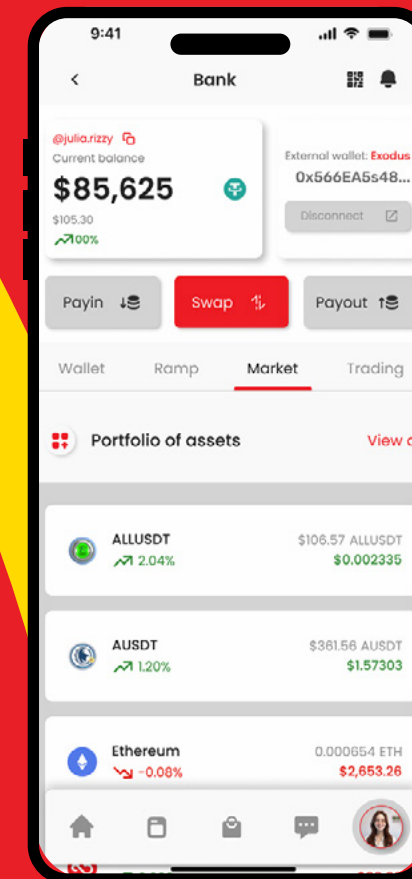 9:41
Bank
@julia.rizzy
Current balance
$85,625
$105.30
00%
External wallet: Exodus
0x566EA5s48...
Disconnect
Payin
Swap
Payout
Wallet Ramp Market Trading
Portfolio of assets
View
ALLUSDT
$106.57 ALLUSDT
2.04%
$0.002335
AUSDT
$361.56 AUSDT
1.20%
$1.57303
Ethereum
0.000654 ETH
-0.08%
$2,653.26